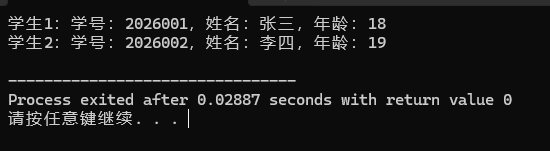 学生1：学号：2026001，姓名：张三，年龄：18
学生2：学号：2026002，姓名：李四，年龄：19
--------------------------------
Process exited after 0.02887 seconds with return value 0
请按任意键继续. . .